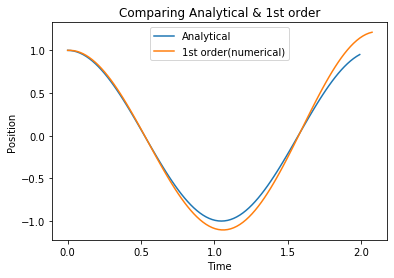 Comparing Analytical & 1st order
Analytical
1st order(numerical)
Position
1.0
0.5
0.0
−0.5
−1.0
0.0 0.5 1.0 1.5 2.0
Time